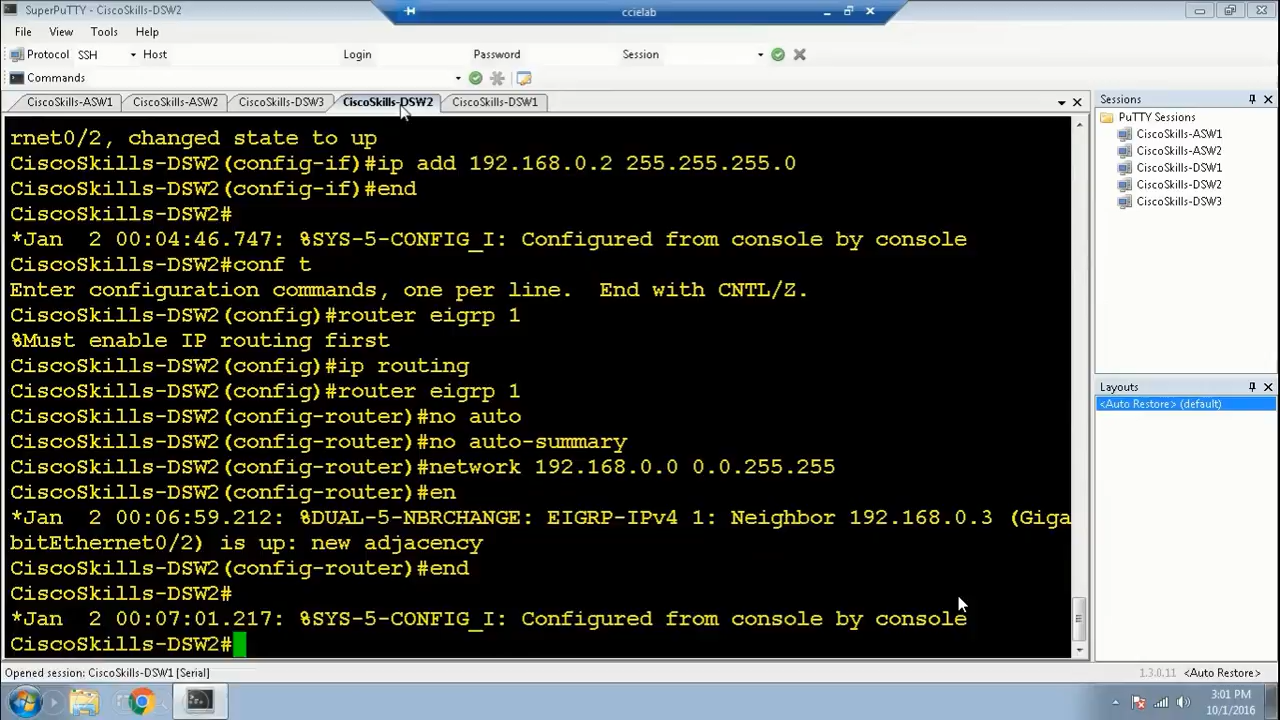 SuperPuTTY - CiscoSkills-DSW2
ccielab
File View Tools Help
Protocol SSH Host Login Password Session
Commands
CiscoSkills-ASW1 CiscoSkills-ASW2 CiscoSkills-DSW3 CiscoSkills-DSW2 CiscoSkills-DSW1
rnet0/2, changed state to up
CiscoSkills-DSW2(config-if)#ip add 192.168.0.2 255.255.255.0
CiscoSkills-DSW2(config-if)#end
CiscoSkills-DSW2#
*Jan  2 00:04:46.747: %SYS-5-CONFIG_I: Configured from console by console
CiscoSkills-DSW2#conf t
Enter configuration commands, one per line.  End with CNTL/Z.
CiscoSkills-DSW2(config)#router eigrp 1
%Must enable IP routing first
CiscoSkills-DSW2(config)#ip routing
CiscoSkills-DSW2(config)#router eigrp 1
CiscoSkills-DSW2(config-router)#no auto
CiscoSkills-DSW2(config-router)#no auto-summary
CiscoSkills-DSW2(config-router)#network 192.168.0.0 0.0.255.255
CiscoSkills-DSW2(config-router)#en
*Jan  2 00:06:59.212: %DUAL-5-NBRCHANGE: EIGRP-IPv4 1: Neighbor 192.168.0.3 (Giga
bitEthernet0/2) is up: new adjacency
CiscoSkills-DSW2(config-router)#end
CiscoSkills-DSW2#
*Jan  2 00:07:01.217: %SYS-5-CONFIG_I: Configured from console by console
CiscoSkills-DSW2#
Sessions
PuTTY Sessions
CiscoSkills-ASW1
CiscoSkills-ASW2
CiscoSkills-DSW1
CiscoSkills-DSW2
CiscoSkills-DSW3
Layouts
<Auto Restore> (default)
Opened session: CiscoSkills-DSW1 [Serial]
1.3.0.11 <Auto Restore>
3:01 PM
10/1/2016